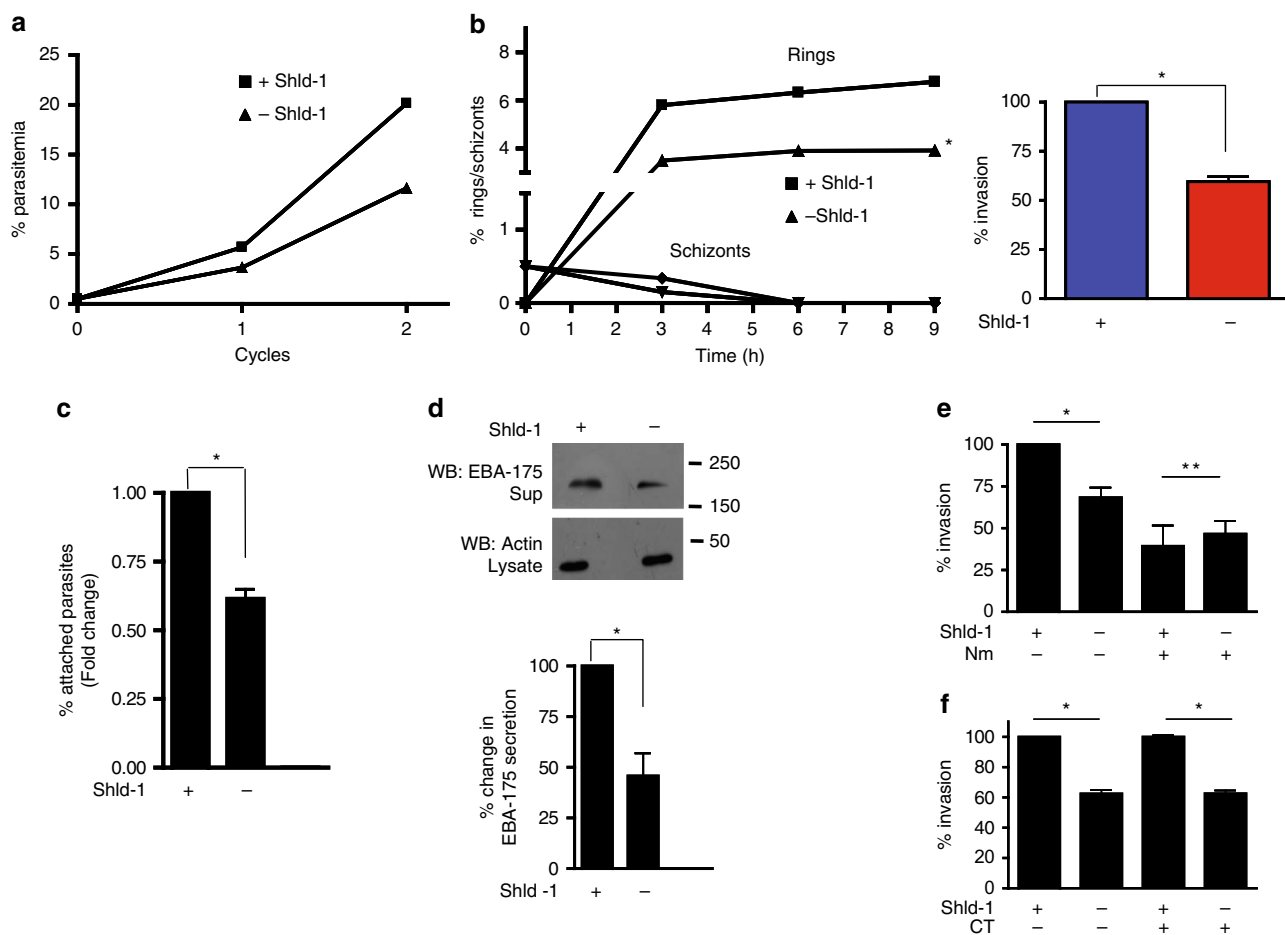 a
25
20
15
10
5
0
% parasitemia
+ Shld-1
– Shld-1
0 1 2
Cycles
b
8
6
4
1
0
% rings/schizonts
Rings
*
+ Shld-1
–Shld-1
Schizonts
0 1 2 3 4 5 6 7 8 9
Time (h)
*
100
75
50
25
0
% invasion
Shld-1 + –
c
*
1.00
0.75
0.50
0.25
0.00
% attached parasites
(Fold change)
Shld-1 + –
d
Shld-1 + –
WB: EBA-175
Sup
250
150
WB: Actin
Lysate
50
*
100
75
50
25
0
% change in
EBA-175 secretion
Shld -1 + –
e
* **
100
75
50
25
0
% invasion
Shld-1 + – + –
Nm – – + +
f
* *
100
80
60
40
20
0
% invasion
Shld-1 + – + –
CT – – + +